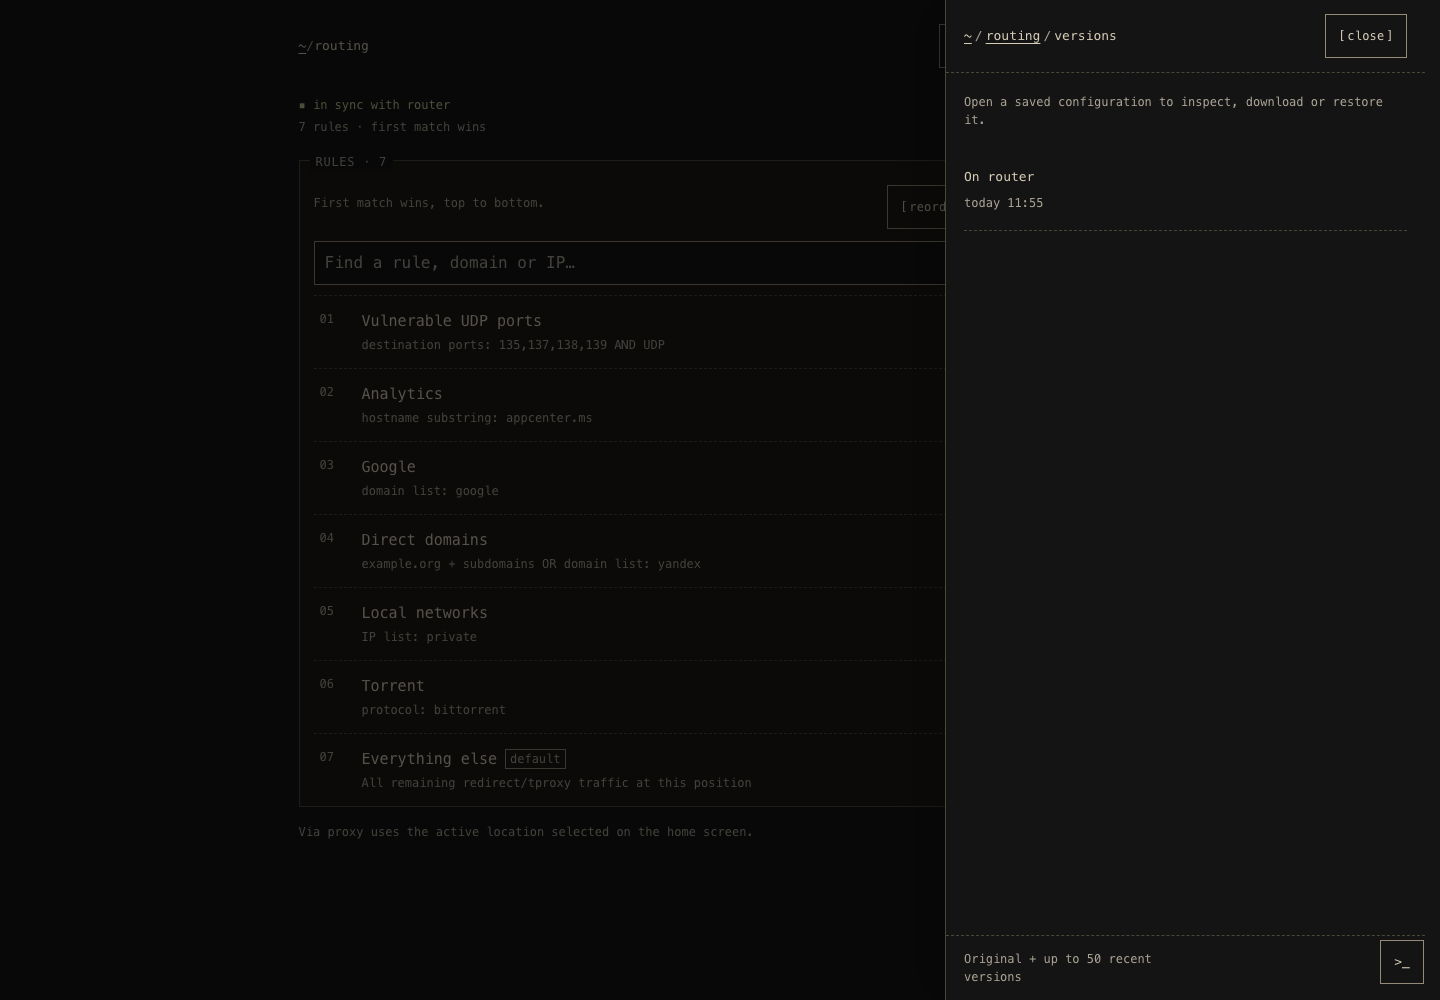 ~/routing
▪ in sync with router
7 rules · first match wins
RULES · 7
First match wins, top to bottom.
[reord
Find a rule, domain or IP…
01 Vulnerable UDP ports
destination ports: 135,137,138,139 AND UDP
02 Analytics
hostname substring: appcenter.ms
03 Google
domain list: google
04 Direct domains
example.org + subdomains OR domain list: yandex
05 Local networks
IP list: private
06 Torrent
protocol: bittorrent
07 Everything else default
All remaining redirect/tproxy traffic at this position
Via proxy uses the active location selected on the home screen.
~/routing/versions
[close]
Open a saved configuration to inspect, download or restore
it.
On router
today 11:55
Original + up to 50 recent
versions
>_